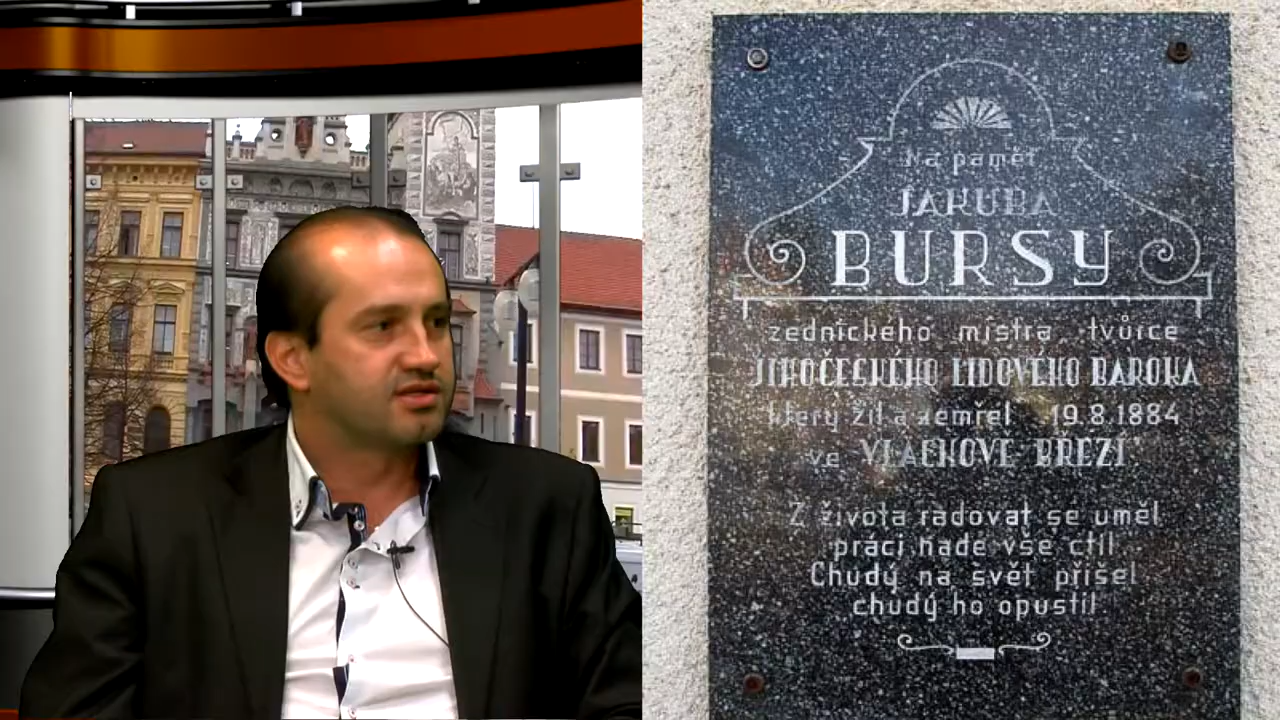 Na paměť
JAKUBA
BURSY
zednického mistra tvůrce
JIHOČESKÉHO LIDOVÉHO BAROKA
který žil a zemřel 19.8.1884
ve VLACHOVĚ BŘEZÍ
Z života radovat se uměl
práci nade vše ctil
Chudý na svět přišel
chudý ho opustil